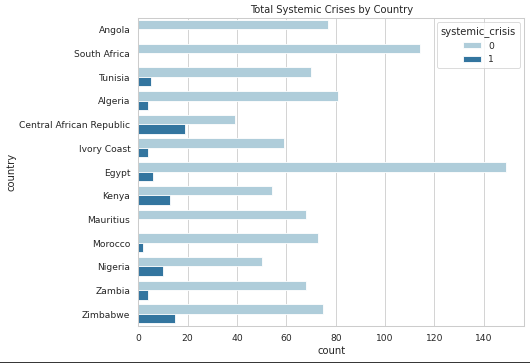 Total Systemic Crises by Country
systemic_crisis
0
1
Angola
South Africa
Tunisia
Algeria
Central African Republic
Ivory Coast
Egypt
Kenya
Mauritius
Morocco
Nigeria
Zambia
Zimbabwe
country
0 20 40 60 80 100 120 140
count